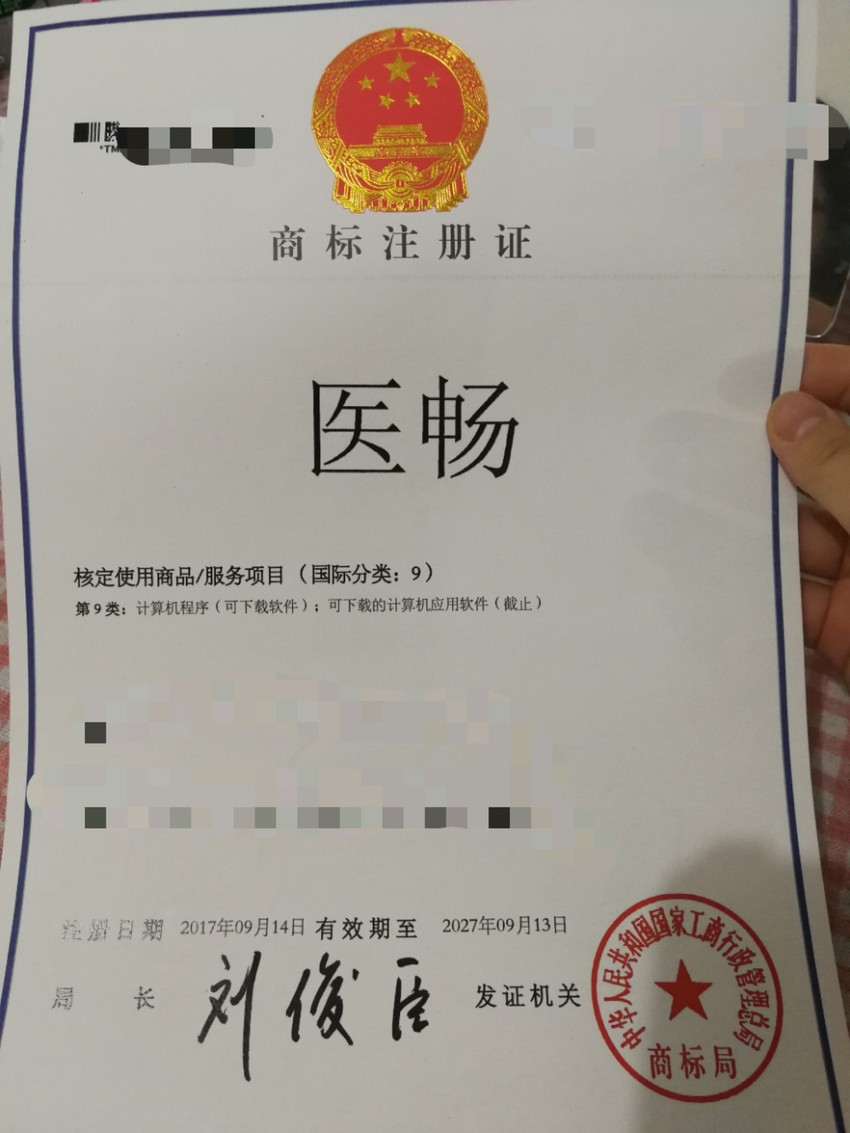 *TM
商标注册证
医畅
核定使用商品/服务项目（国际分类：9）
第9类：计算机程序（可下载软件）；可下载的计算机应用软件（截止）
注册日期 2017年09月14日 有效期至 2027年09月13日
局 长 刘俊臣 发证机关
中华人民共和国国家工商行政管理总局
商标局